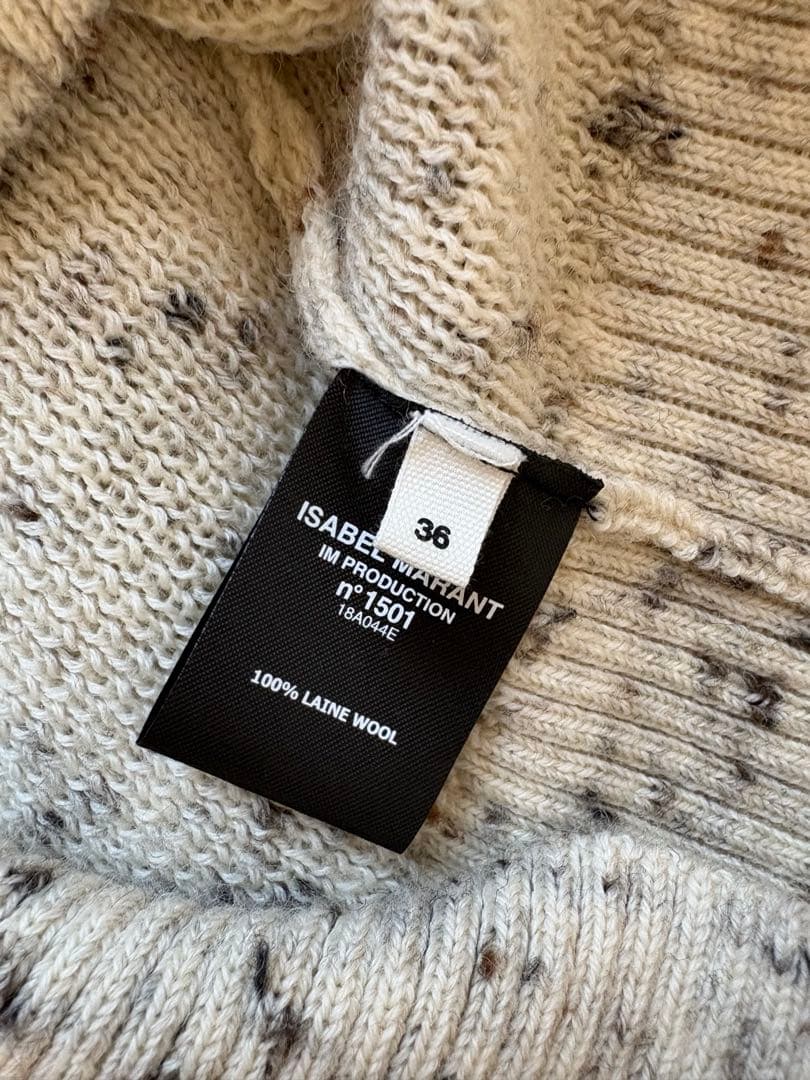 36
ISABEL MARANT
IM PRODUCTION
n° 1501
18A044E
100% LAINE WOOL